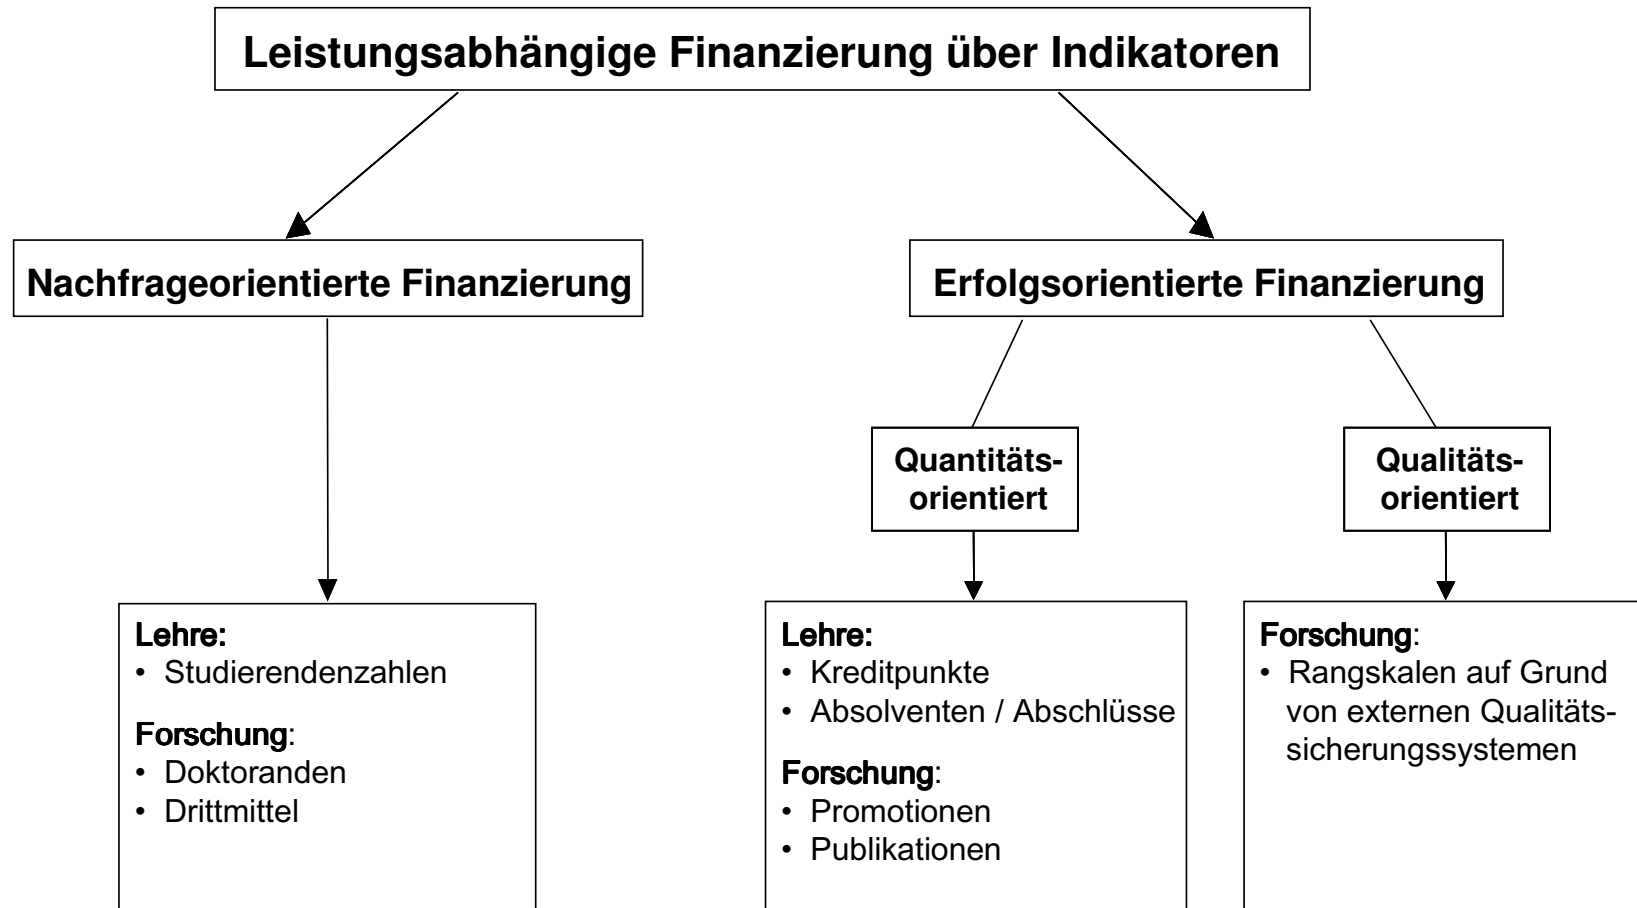 Leistungsabhängige Finanzierung über Indikatoren
Nachfrageorientierte Finanzierung
Erfolgsorientierte Finanzierung
Quantitäts-
orientiert
Qualitäts-
orientiert
Lehre:
• Studierendenzahlen
Forschung:
• Doktoranden
• Drittmittel
Lehre:
• Kreditpunkte
• Absolventen / Abschlüsse
Forschung:
• Promotionen
• Publikationen
Forschung:
• Rangskalen auf Grund
von externen Qualitäts-
sicherungssystemen